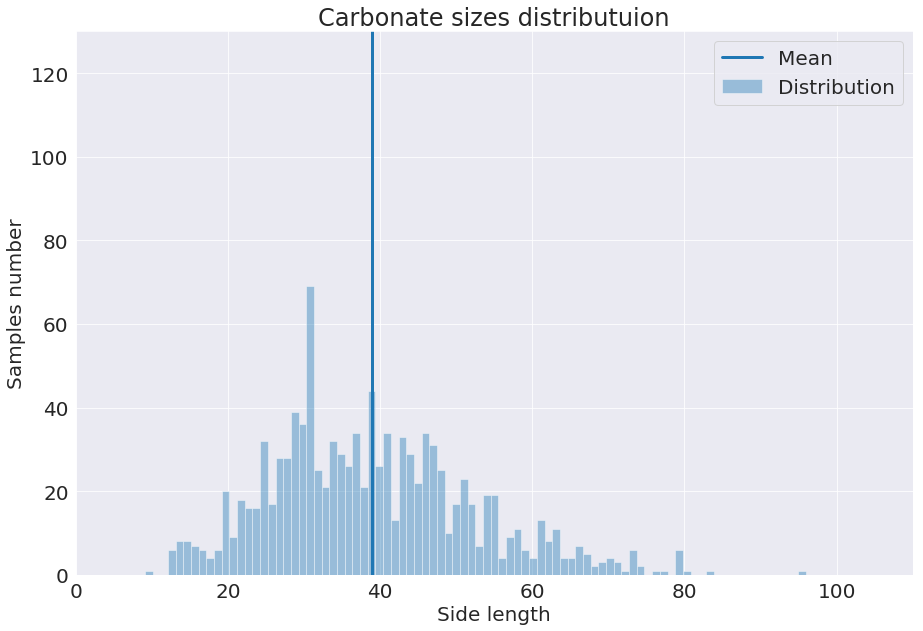 Carbonate sizes distributuion
Mean
Distribution
Samples number
120
100
80
60
40
20
0
0 20 40 60 80 100
Side length